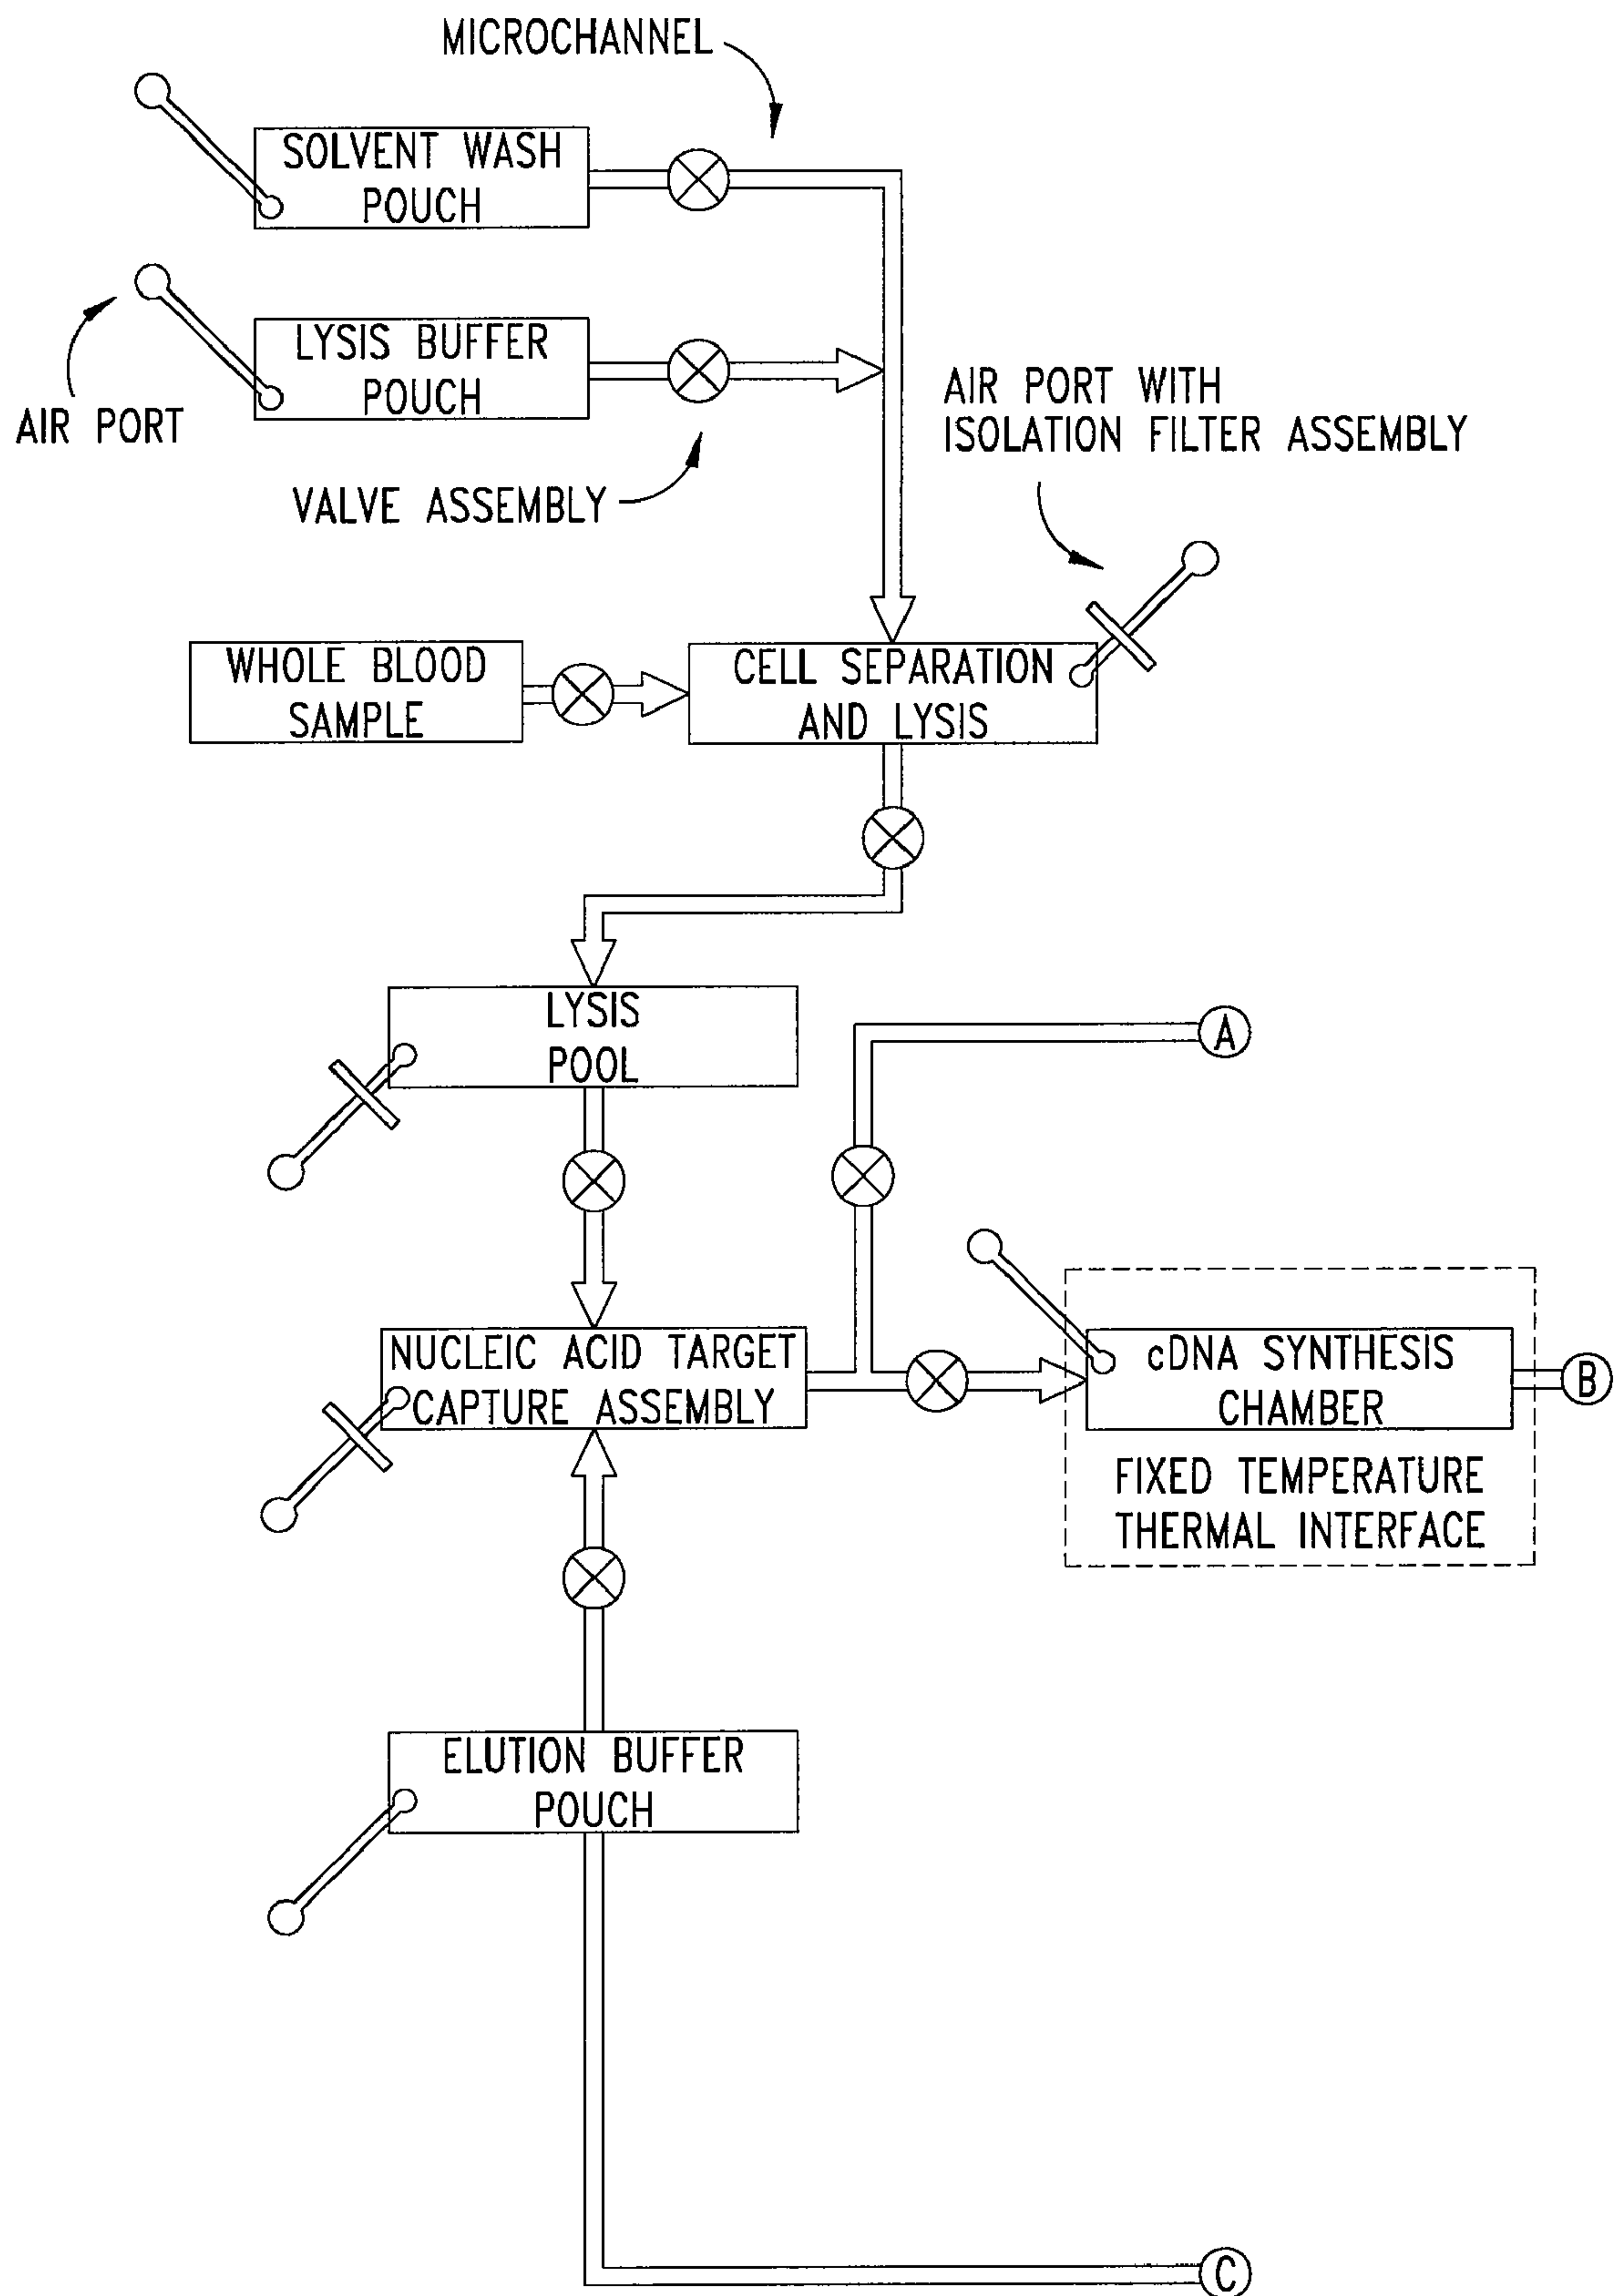 MICROCHANNEL
SOLVENT WASH
POUCH
LYSIS BUFFER
POUCH
AIR PORT
VALVE ASSEMBLY
AIR PORT WITH
ISOLATION FILTER ASSEMBLY
WHOLE BLOOD
SAMPLE
CELL SEPARATION
AND LYSIS
LYSIS
POOL
A
NUCLEIC ACID TARGET
CAPTURE ASSEMBLY
cDNA SYNTHESIS
CHAMBER
B
FIXED TEMPERATURE
THERMAL INTERFACE
ELUTION BUFFER
POUCH
C